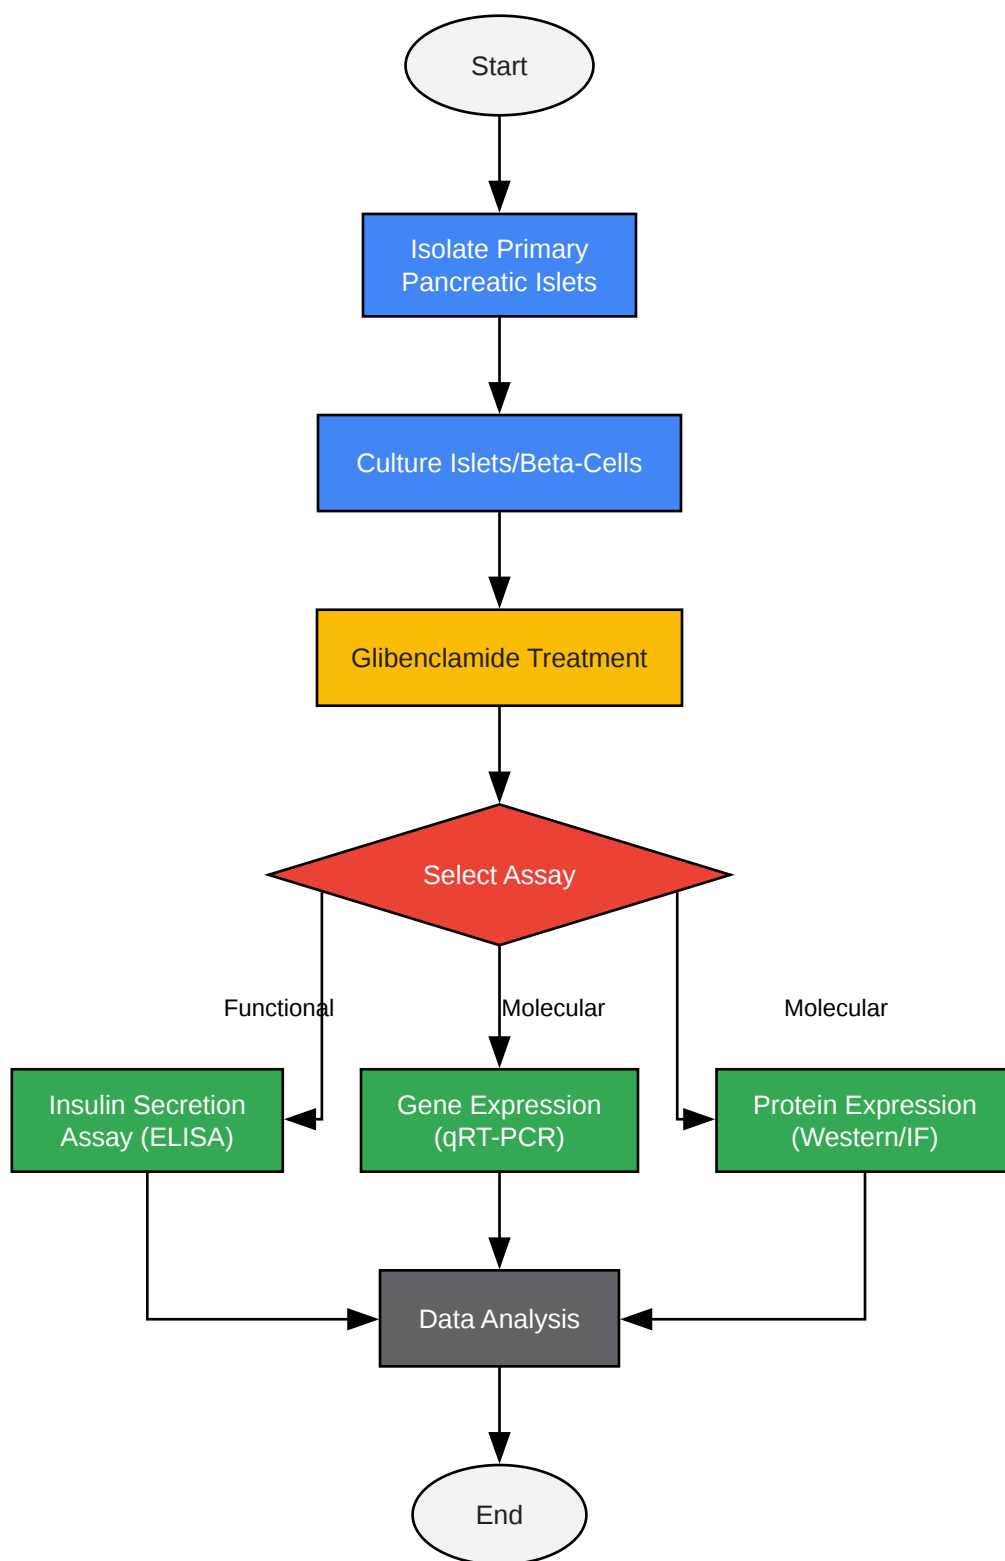 Start
Isolate Primary
Pancreatic Islets
Culture Islets/Beta-Cells
Glibenclamide Treatment
Select Assay
Functional
Molecular
Molecular
Insulin Secretion
Assay (ELISA)
Gene Expression
(qRT-PCR)
Protein Expression
(Western/IF)
Data Analysis
End